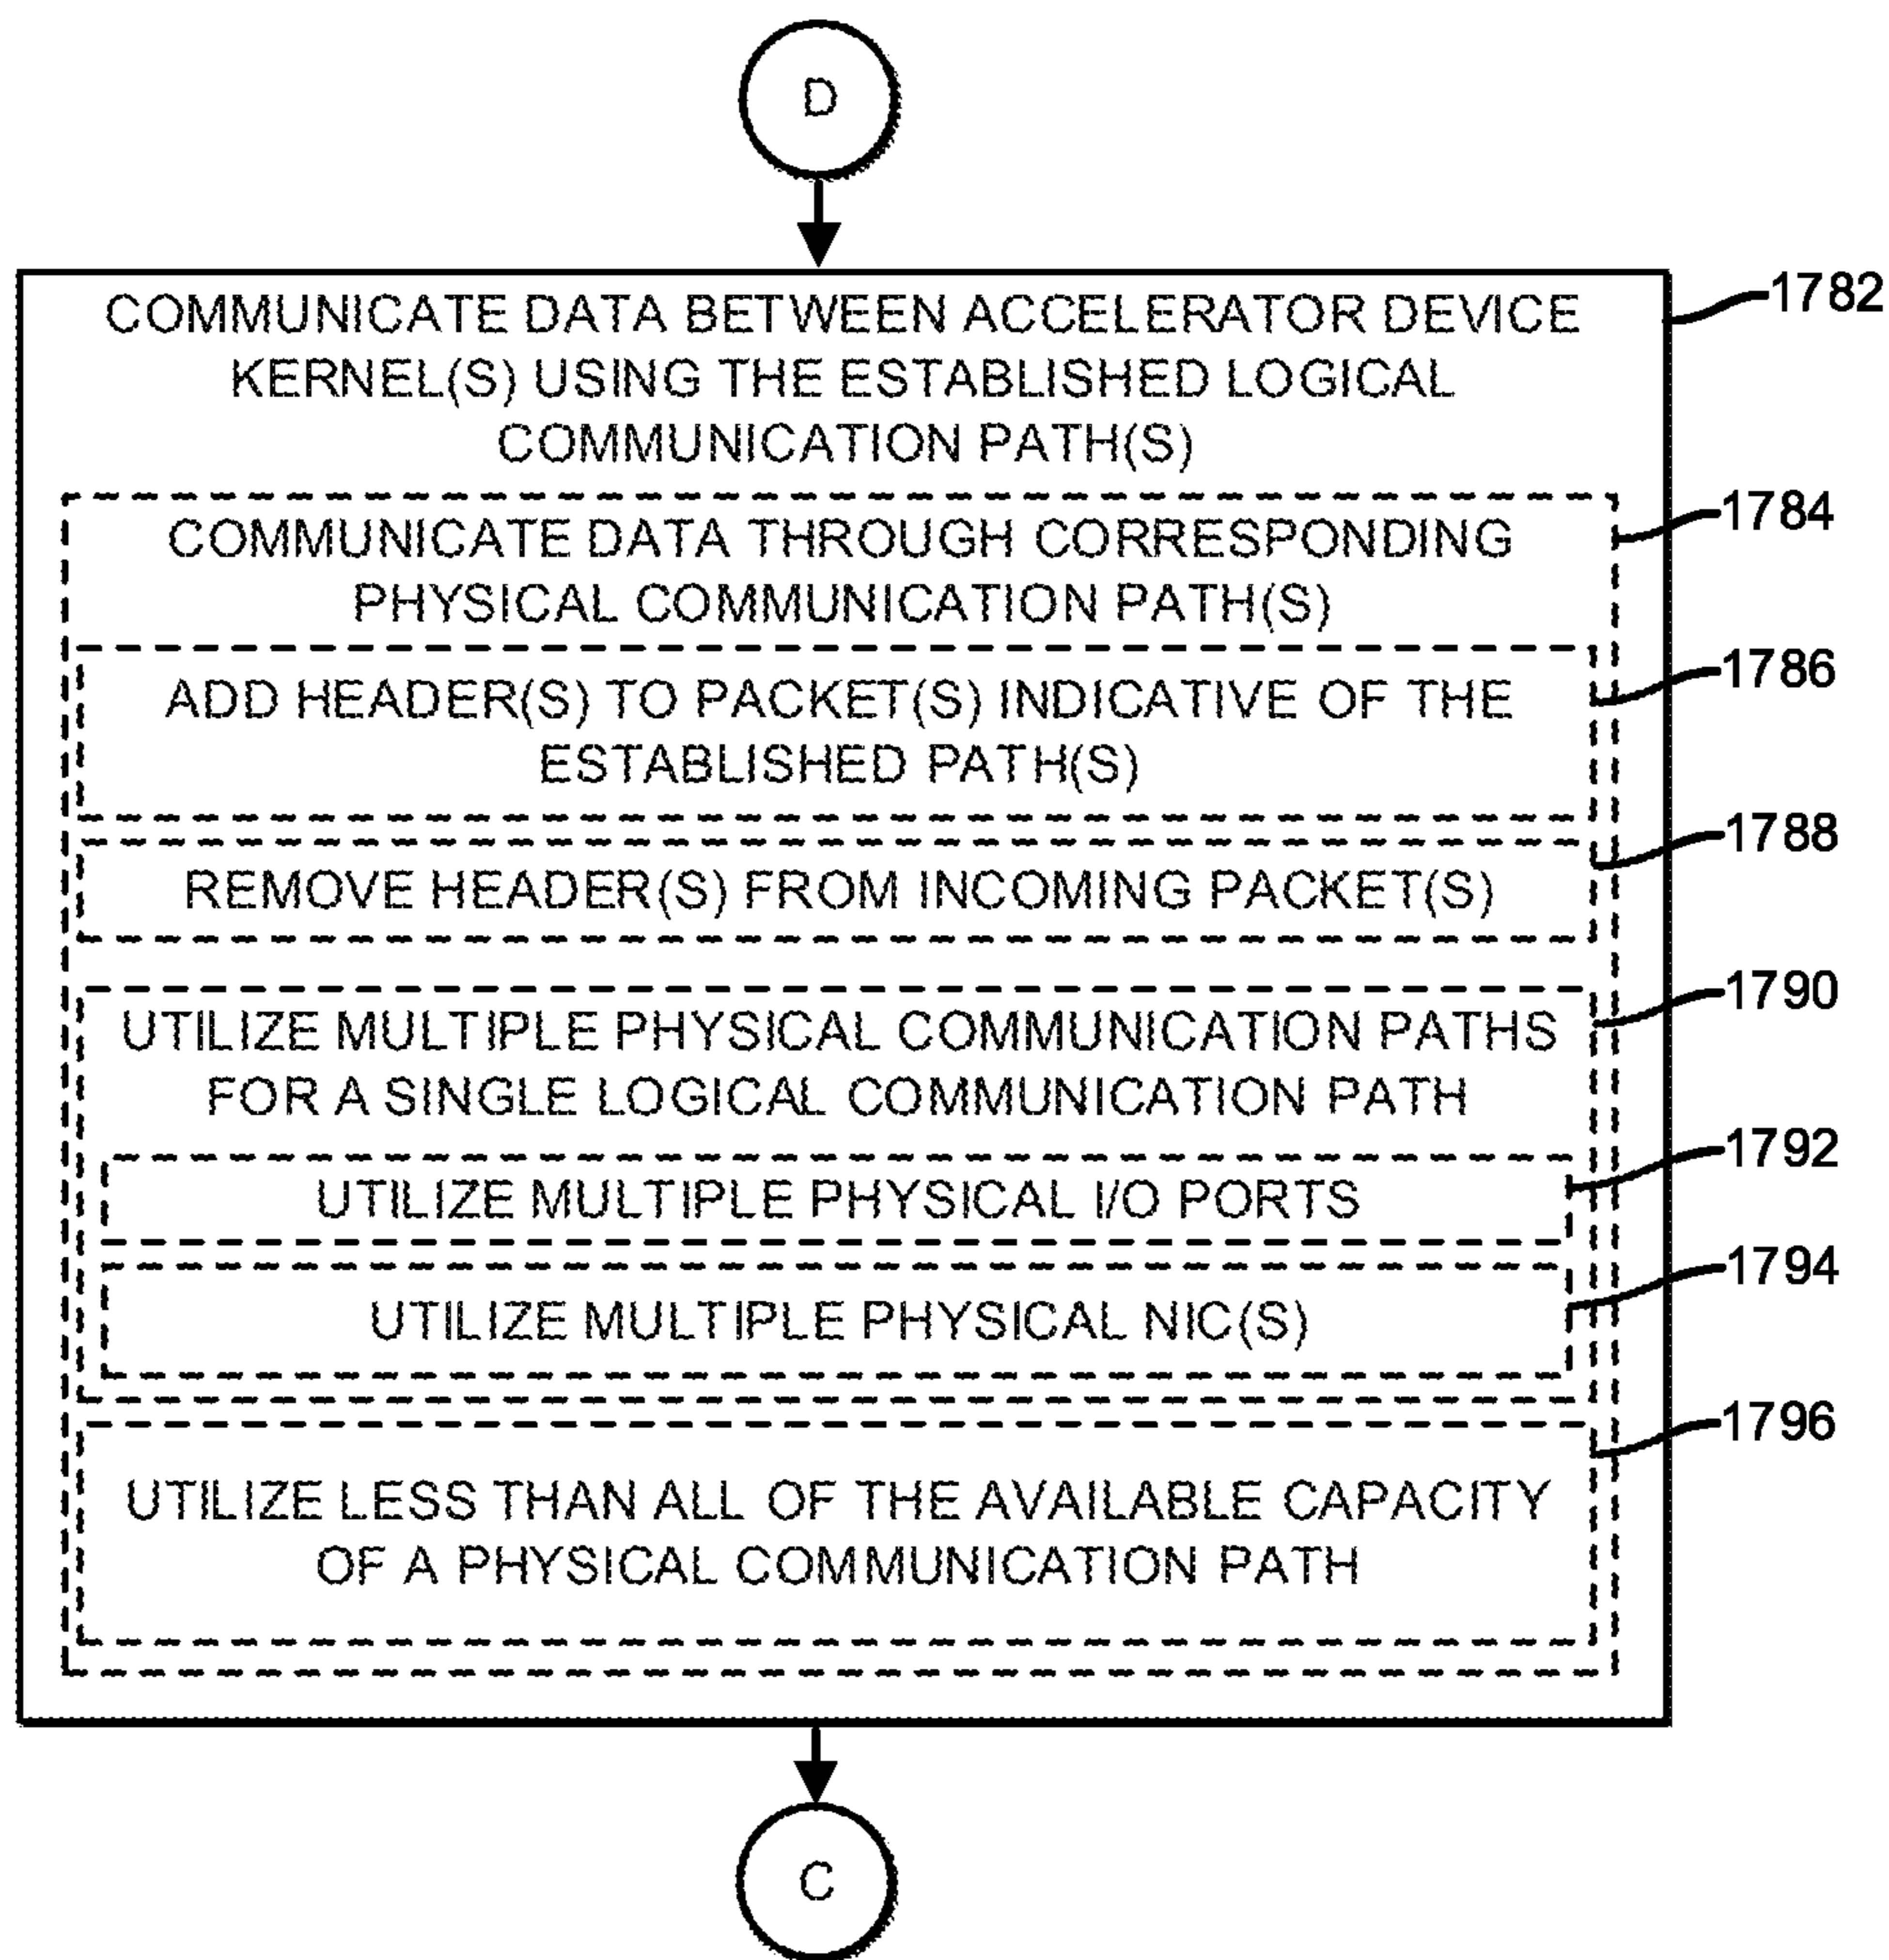 D
COMMUNICATE DATA BETWEEN ACCELERATOR DEVICE
KERNEL(S) USING THE ESTABLISHED LOGICAL
COMMUNICATION PATH(S)
1782
COMMUNICATE DATA THROUGH CORRESPONDING
PHYSICAL COMMUNICATION PATH(S)
1784
ADD HEADER(S) TO PACKET(S) INDICATIVE OF THE
ESTABLISHED PATH(S)
1786
REMOVE HEADER(S) FROM INCOMING PACKET(S)
1788
UTILIZE MULTIPLE PHYSICAL COMMUNICATION PATHS
FOR A SINGLE LOGICAL COMMUNICATION PATH
1790
UTILIZE MULTIPLE PHYSICAL I/O PORTS
1792
UTILIZE MULTIPLE PHYSICAL NIC(S)
1794
UTILIZE LESS THAN ALL OF THE AVAILABLE CAPACITY
OF A PHYSICAL COMMUNICATION PATH
1796
C